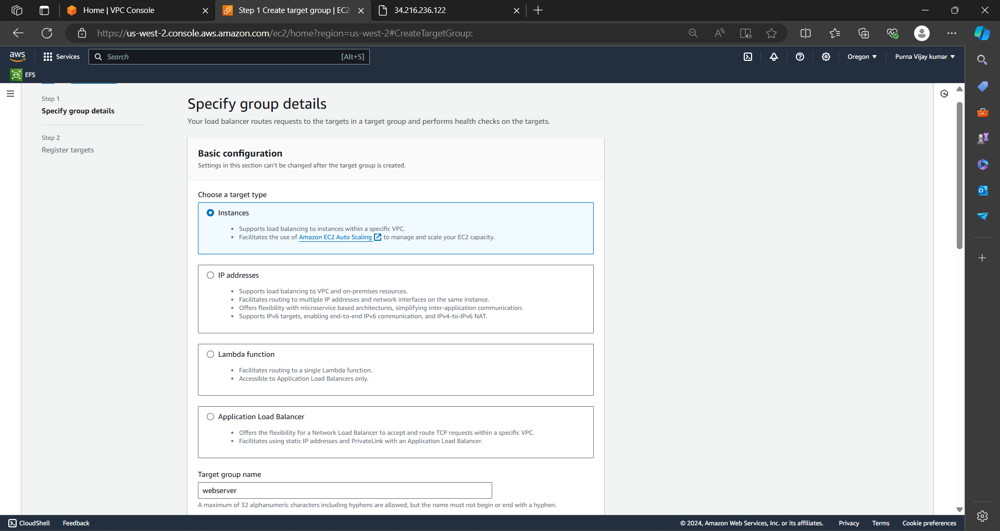 Home | VPC Console
Step 1 Create target group | EC2
34.216.236.122
https://us-west-2.console.aws.amazon.com/ec2/home?region=us-west-2#CreateTargetGroup:
aws
Services
Search
[Alt+S]
Oregon
Purna Vijay kumar
EFS
Step 1
Specify group details
Step 2
Register targets
Specify group details
Your load balancer routes requests to the targets in a target group and performs health checks on the targets.
Basic configuration
Settings in this section can't be changed after the target group is created.
Choose a target type
Instances
• Supports load balancing to instances within a specific VPC.
• Facilitates the use of Amazon EC2 Auto Scaling to manage and scale your EC2 capacity.
IP addresses
• Supports load balancing to VPC and on-premises resources.
• Facilitates routing to multiple IP addresses and network interfaces on the same instance.
• Offers flexibility with microservice based architectures, simplifying inter-application communication.
• Supports IPv6 targets, enabling end-to-end IPv6 communication, and IPv4-to-IPv6 NAT.
Lambda function
• Facilitates routing to a single Lambda function.
• Accessible to Application Load Balancers only.
Application Load Balancer
• Offers the flexibility for a Network Load Balancer to accept and route TCP requests within a specific VPC.
• Facilitates using static IP addresses and PrivateLink with an Application Load Balancer.
Target group name
webserver
A maximum of 32 alphanumeric characters including hyphens are allowed, but the name must not begin or end with a hyphen.
CloudShell
Feedback
© 2024, Amazon Web Services, Inc. or its affiliates.
Privacy
Terms
Cookie preferences